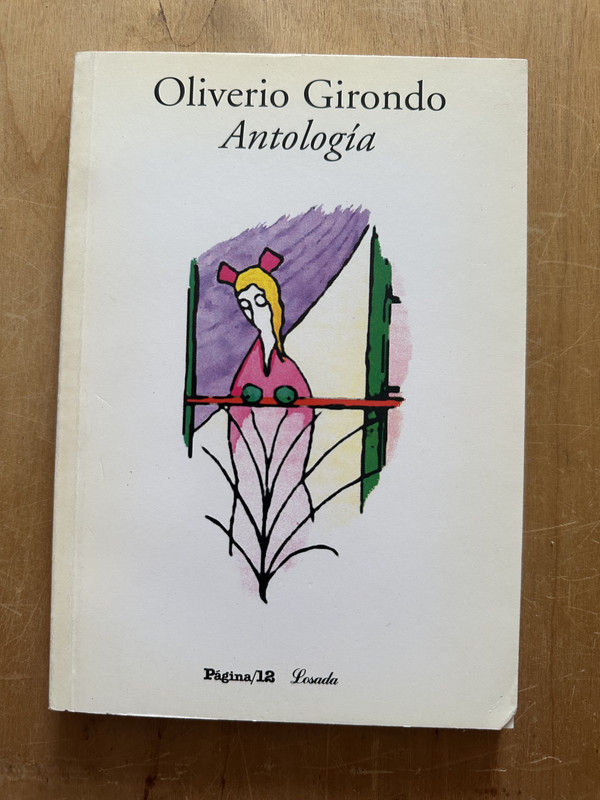 Oliverio Girondo
Antología
Página/12 Losada